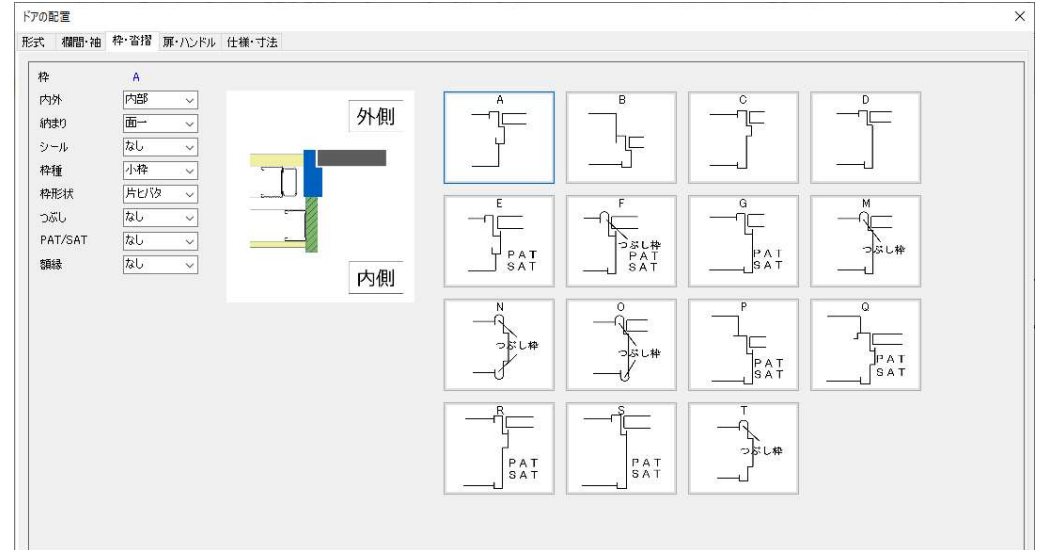 ドアの配置
形式 欄間・袖 枠・沓摺 扉・ハンドル 仕様・寸法
枠 A
内外 内部
納まり 面一
シール なし
枠種 小枠
枠形状 片ヒバタ
つぶし なし
PAT/SAT なし
額縁 なし
外側
内側
A B C D
E F G M
PAT
SAT
つぶし枠
PAT
SAT
PAT
SAT
つぶし枠
N O P Q
つぶし枠
つぶし枠
PAT
SAT
PAT
SAT
R S T
PAT
SAT
PAT
SAT
つぶし枠